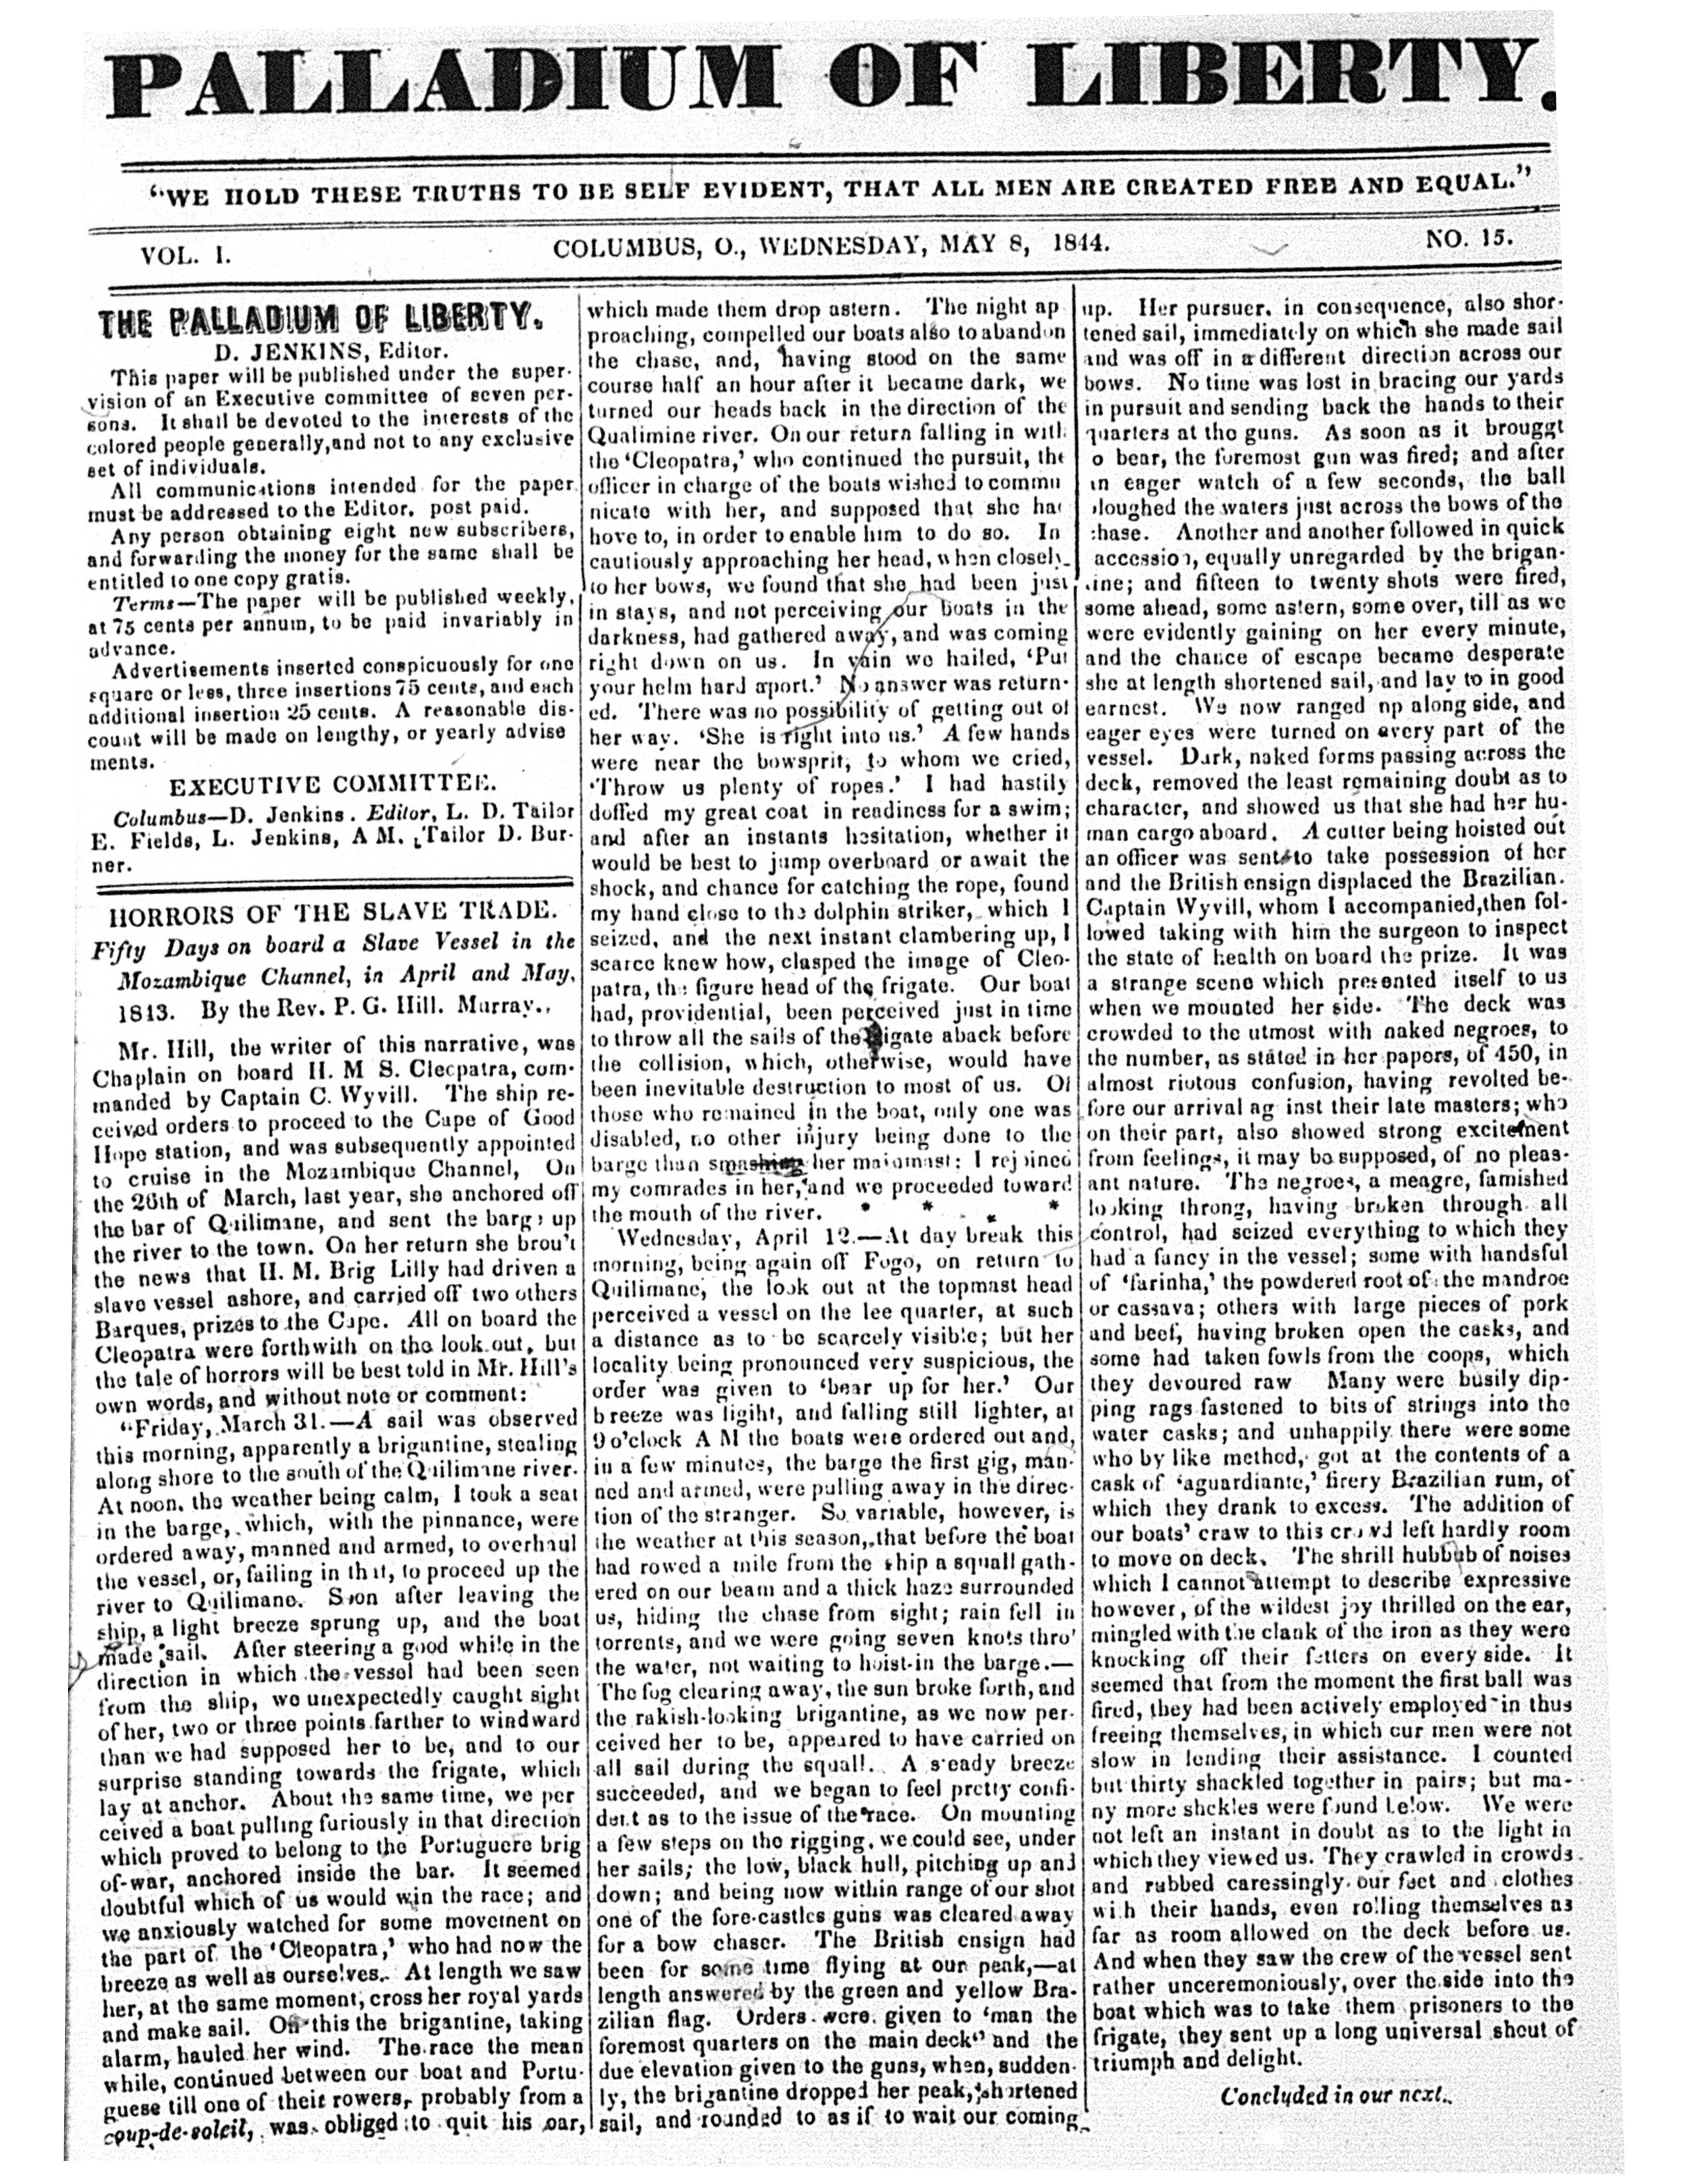 PALLADIUM OF LIBERTY.
"WE HOLD THESE TRUTHS TO BE SELF EVIDENT, THAT ALL MEN ARE CREATED FREE AND EQUAL."
VOL. I. COLUMBUS, O., WEDNESDAY, MAY 8, 1844. NO. 15.
THE PALLADIUM OF LIBERTY.
D. JENKINS, Editor.
This paper will be published under the super-
vision of an Executive committee of seven per-
sons. It shall be devoted to the interests of the
colored people generally,and not to any exclusive
set of individuals.
All communications intended for the paper
must be addressed to the Editor, post paid.
Any person obtaining eight new subscribers,
and forwarding the money for the same shall be
entitled to one copy gratis.
Terms—The paper will be published weekly,
at 75 cents per annum, to be paid invariably in
advance.
Advertisements inserted conspicuously for one
square or less, three insertions 75 cents, and each
additional insertion 25 cents. A reasonable dis-
count will be made on lengthy, or yearly advise
ments.
EXECUTIVE COMMITTEE.
Columbus—D. Jenkins. Editor, L. D. Tailor
E. Fields, L. Jenkins, A M. Tailor D. Bur-
ner.
HORRORS OF THE SLAVE TRADE.
Fifty Days on board a Slave Vessel in the
Mozambique Channel, in April and May,
1843. By the Rev. P. G. Hill. Murray.,
Mr. Hill, the writer of this narrative, was
Chaplain on board H. M S. Cleopatra, com-
manded by Captain C. Wyvill. The ship re-
ceived orders to proceed to the Cape of Good
Hope station, and was subsequently appointed
to cruise in the Mozambique Channel, On
the 26th of March, last year, she anchored off
the bar of Quilimane, and sent the barge up
the river to the town. On her return she brou't
the news that H. M. Brig Lilly had driven a
slave vessel ashore, and carried off two others
Barques, prizes to the Cape. All on board the
Cleopatra were forthwith on the look out, but
the tale of horrors will be best told in Mr. Hill's
own words, and without note or comment:
"Friday, March 31.—A sail was observed
this morning, apparently a brigantine, stealing
along shore to the south of the Quilimane river.
At noon, the weather being calm, I took a seat
in the barge, which, with the pinnance, were
ordered away, manned and armed, to overhaul
the vessel, or, failing in that, to proceed up the
river to Quilimane. Soon after leaving the
ship, a light breeze sprung up, and the boat
made sail. After steering a good while in the
direction in which the vessel had been seen
from the ship, we unexpectedly caught sight
of her, two or three points farther to windward
than we had supposed her to be, and to our
surprise standing towards the frigate, which
lay at anchor. About the same time, we per
ceived a boat pulling furiously in that direction
which proved to belong to the Portuguere brig
of-war, anchored inside the bar. It seemed
doubtful which of us would win the race; and
we anxiously watched for some movement on
the part of the 'Cleopatra,' who had now the
breeze as well as ourselves. At length we saw
her, at the same moment, cross her royal yards
and make sail. On this the brigantine, taking
alarm, hauled her wind. The race the mean
while, continued between our boat and Portu-
guese till one of their rowers, probably from a
coup-de-soleil, was obliged to quit his oar,
which made them drop astern. The night ap
proaching, compelled our boats also to abandon
the chase, and, having stood on the same
course half an hour after it became dark, we
turned our heads back in the direction of the
Qualimine river. On our return falling in with
the 'Cleopatra,' who continued the pursuit, the
officer in charge of the boats wished to commu
nicate with her, and supposed that she had
hove to, in order to enable him to do so. In
cautiously approaching her head, when closely
to her bows, we found that she had been just
in stays, and not perceiving our boats in the
darkness, had gathered away, and was coming
right down on us. In vain we hailed, 'Put
your helm hard aport.' No answer was return-
ed. There was no possibility of getting out of
her way. 'She is right into us.' A few hands
were near the bowsprit, to whom we cried,
'Throw us plenty of ropes.' I had hastily
doffed my great coat in readiness for a swim;
and after an instants hesitation, whether it
would be best to jump overboard or await the
shock, and chance for catching the rope, found
my hand close to the dolphin striker, which I
seized, and the next instant clambering up, I
scarce knew how, clasped the image of Cleo-
patra, the figure head of the frigate. Our boat
had, providential, been perceived just in time
to throw all the sails of the frigate aback before
the collision, which, otherwise, would have
been inevitable destruction to most of us. Of
those who remained in the boat, only one was
disabled, no other injury being done to the
barge than smashing her maiomast: I rejoined
my comrades in her, and we proceeded toward
the mouth of the river. * * * *
Wednesday, April 12.—At day break this
morning, being again off Fogo, on return to
Quilimane, the look out at the topmast head
perceived a vessel on the lee quarter, at such
a distance as to be scarcely visible; but her
locality being pronounced very suspicious, the
order was given to 'bear up for her.' Our
breeze was ligiht, and falling still lighter, at
9 o'clock A M the boats were ordered out and,
in a few minutes, the barge the first gig, man-
ned and armed, were pulling away in the direc-
tion of the stranger. So variable, however, is
the weather at this season, that before the boat
had rowed a mile from the ship a squall gath-
ered on our beam and a thick haze surrounded
us, hiding the chase from sight; rain fell in
torrents, and we were going seven knots thro'
the water, not waiting to hoist-in the barge.—
The fog clearing away, the sun broke forth, and
the rakish-looking brigantine, as we now per-
ceived her to be, appeared to have carried on
all sail during the squall. A steady breeze
succeeded, and we began to feel pretty confi-
dent as to the issue of the race. On mounting
a few steps on the rigging, we could see, under
her sails; the low, black hull, pitching up and
down; and being now within range of our shot
one of the fore-castles guns was cleared away
for a bow chaser. The British ensign had
been for some time flying at our peak,—at
length answered by the green and yellow Bra-
zilian flag. Orders were given to 'man the
foremost quarters on the main deck" and the
due elevation given to the guns, when, sudden-
ly, the brigantine dropped her peak, shortened
sail, and rounded to as if to wait our coming
up. Her pursuer, in consequence, also shor-
tened sail, immediately on which she made sail
and was off in a different direction across our
bows. No time was lost in bracing our yards
in pursuit and sending back the hands to their
quarters at the guns. As soon as it brouggt
o bear, the foremost gun was fired; and after
an eager watch of a few seconds, the ball
ploughed the waters just across the bows of the
chase. Another and another followed in quick
accession, equally unregarded by the brigan-
tine; and fifteen to twenty shots were fired,
some ahead, some astern, some over, till as we
were evidently gaining on her every minute,
and the chance of escape became desperate
she at length shortened sail, and lay to in good
earnest. We now ranged np along side, and
eager eyes were turned on every part of the
vessel. Dark, naked forms passing across the
deck, removed the least remaining doubt as to
character, and showed us that she had her hu-
man cargo aboard. A cutter being hoisted out
an officer was sent to take possession of her
and the British ensign displaced the Brazilian.
Captain Wyvill, whom I accompanied,then fol-
lowed taking with him the surgeon to inspect
the state of health on board the prize. It was
a strange scene which presented itself to us
when we mounted her side. The deck was
crowded to the utmost with naked negroes, to
the number, as stated in her papers, of 450, in
almost riotous confusion, having revolted be-
fore our arrival ag inst their late masters; who
on their part, also showed strong excitement
from feelings, it may be supposed, of no pleas-
ant nature. The negroes, a meagre, famished
looking throng, having broken through all
control, had seized everything to which they
had a fancy in the vessel; some with handsful
of 'farinha,' the powdered root of the mandroe
or cassava; others with large pieces of pork
and beef, having broken open the casks, and
some had taken fowls from the coops, which
they devoured raw Many were busily dip-
ping rags fastened to bits of strings into the
water casks; and unhappily there were some
who by like method, got at the contents of a
cask of 'aguardiante,' firery Brazilian rum, of
which they drank to excess. The addition of
our boats' craw to this crowd left hardly room
to move on deck. The shrill hubbub of noises
which I cannot attempt to describe expressive
however, of the wildest joy thrilled on the ear,
mingled with the clank of the iron as they were
knocking off their fetters on every side. It
seemed that from the moment the first ball was
fired, they had been actively employed in thus
freeing themselves, in which our men were not
slow in lending their assistance. I counted
but thirty shackled together in pairs; but ma-
ny more shckles were found below. We were
not left an instant in doubt as to the light in
which they viewed us. They crawled in crowds
and rubbed caressingly our feet and clothes
with their hands, even rolling themselves as
far as room allowed on the deck before us.
And when they saw the crew of the vessel sent
rather unceremoniously, over the side into the
boat which was to take them prisoners to the
frigate, they sent up a long universal shout of
triumph and delight.
Concluded in our next.